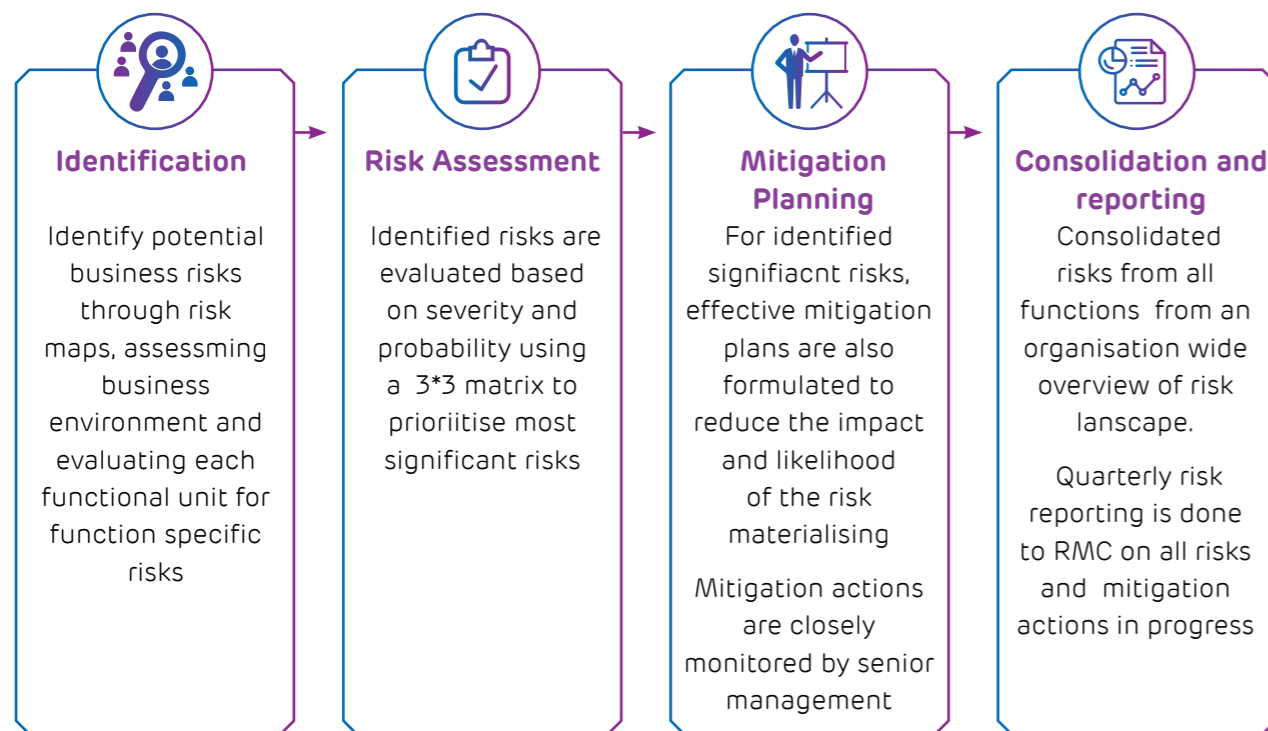 Identification
Identify potential
business risks
through risk
maps, assessming
business
environment and
evaluating each
functional unit for
function specific
risks
Risk Assessment
Identified risks are
evaluated based
on severity and
probability using
a 3*3 matrix to
prioriitise most
significant risks
Mitigation
Planning
For identified
signifiacnt risks,
effective mitigation
plans are also
formulated to
reduce the impact
and likelihood
of the risk
materialising
Mitigation actions
are closely
monitored by senior
management
Consolidation and
reporting
Consolidated
risks from all
functions from an
organisation wide
overview of risk
lanscape.
Quarterly risk
reporting is done
to RMC on all risks
and mitigation
actions in progress